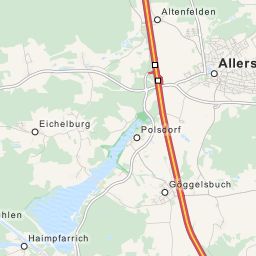 Altenfelden
Allers
Eichelburg
Polsdorf
Göggelsbuch
hlen
Haimpfarrich